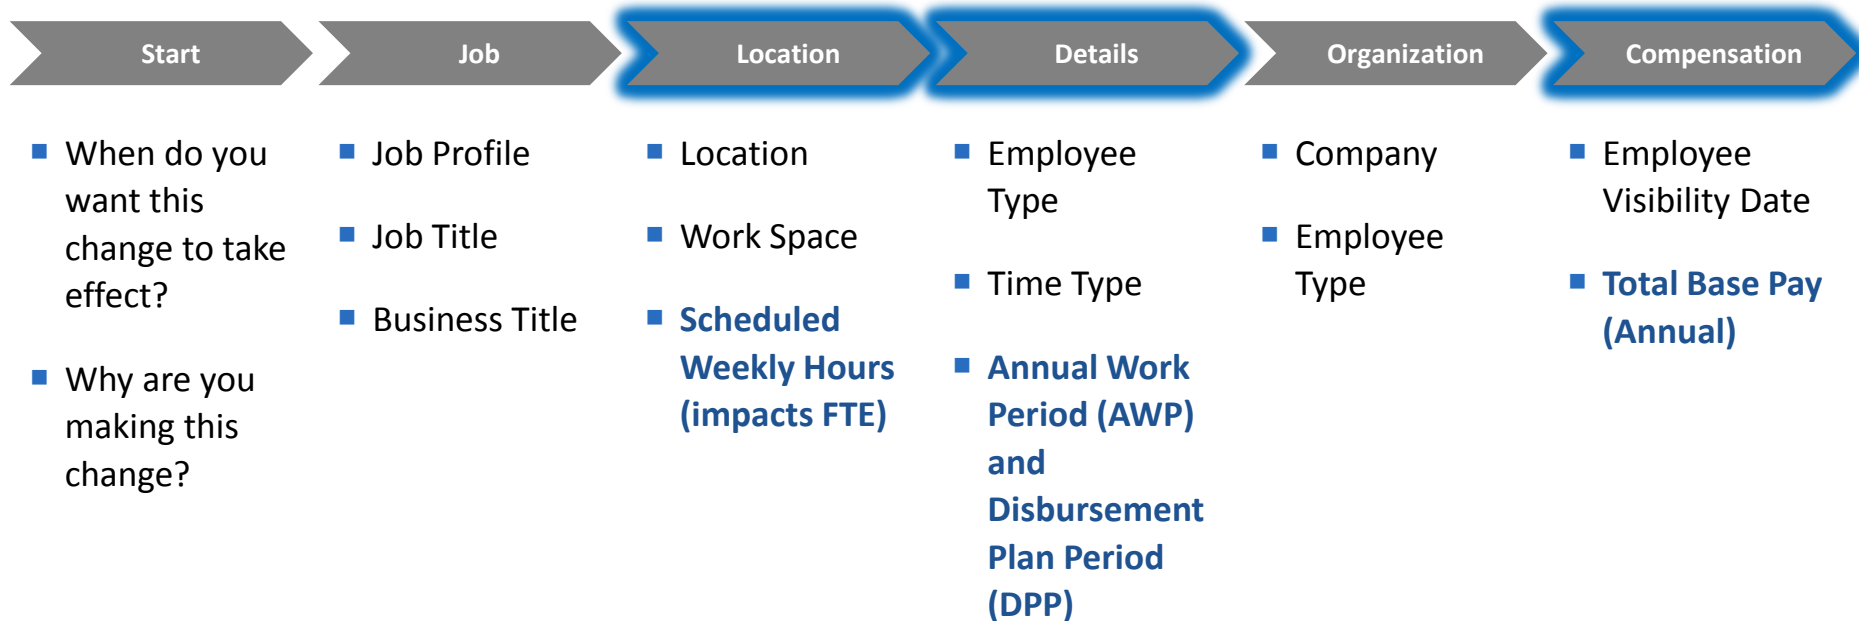 Start
Job
Location
Details
Organization
Compensation
When do you
want this
change to take
effect?
Why are you
making this
change?
Job Profile
Job Title
Business Title
Location
Work Space
Scheduled
Weekly Hours
(impacts FTE)
Employee
Type
Time Type
Annual Work
Period (AWP)
and
Disbursement
Plan Period
(DPP)
Company
Employee
Type
Employee
Visibility Date
Total Base Pay
(Annual)